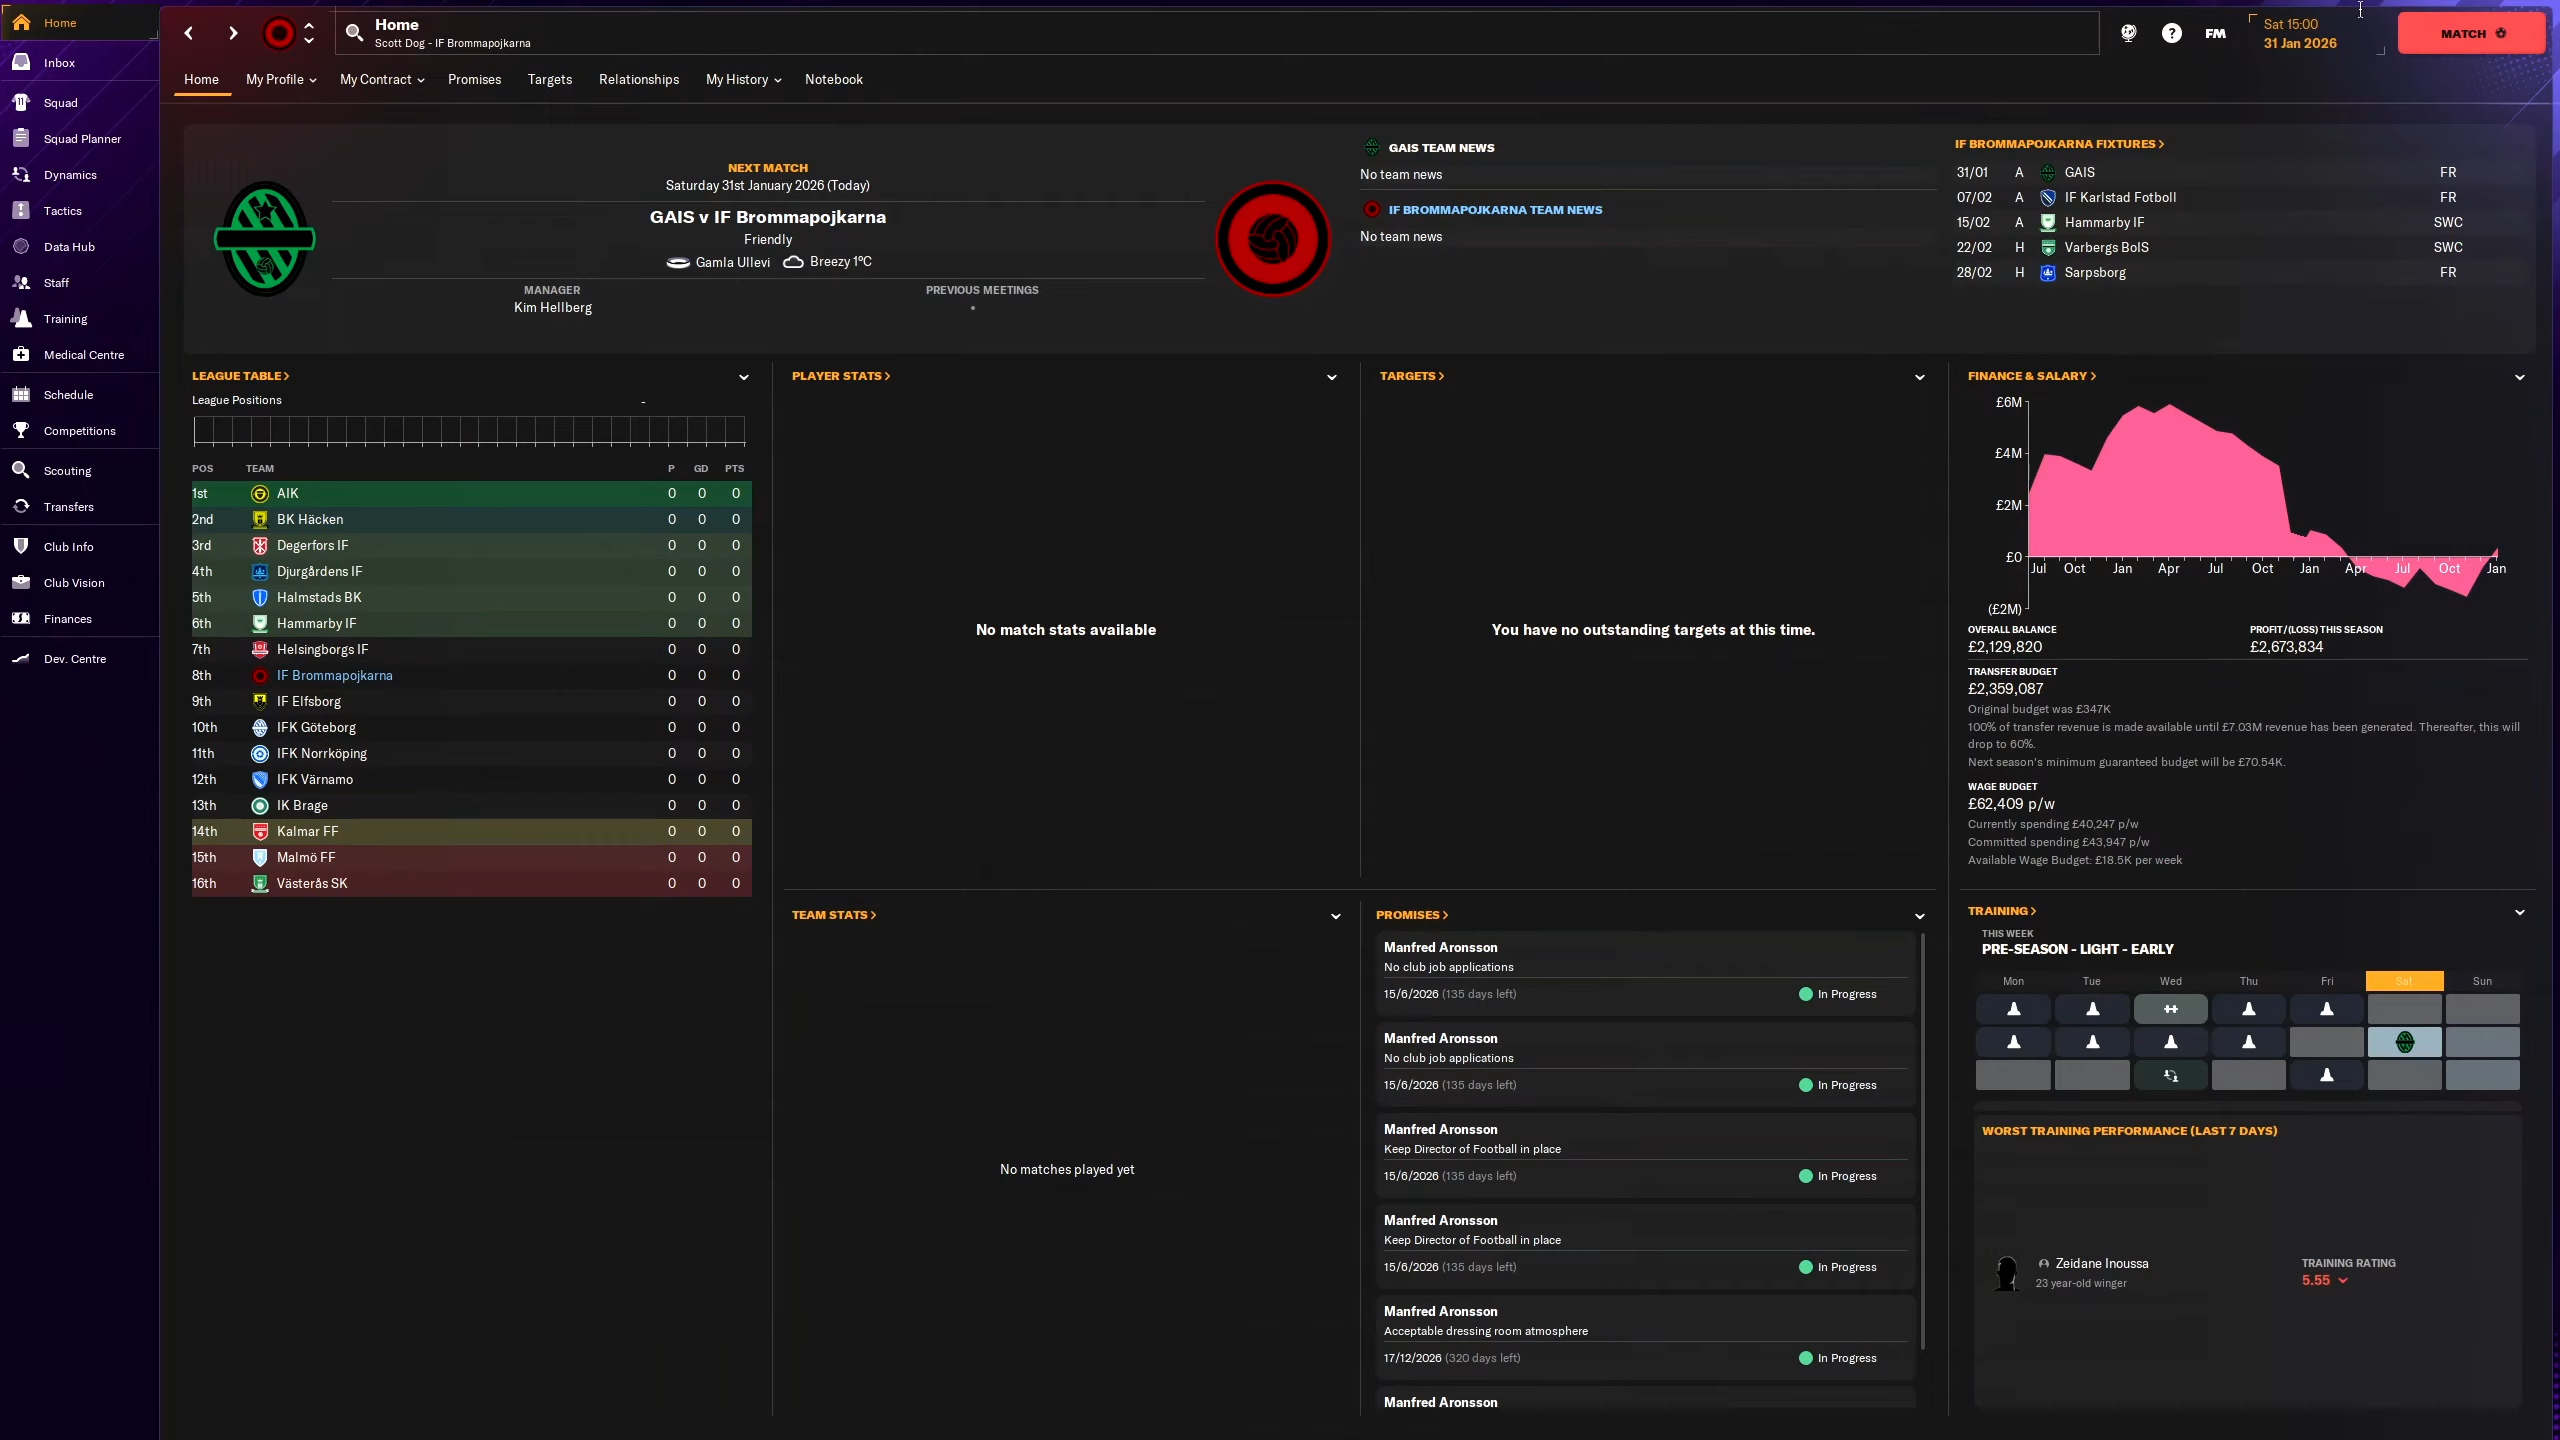 Home
Inbox
Squad
Squad Planner
Dynamics
Tactics
Data Hub
Staff
Training
Medical Centre
Schedule
Competitions
Scouting
Transfers
Club Info
Club Vision
Finances
Dev. Centre
Home
Scott Dog - IF Brommapojkarna
FM
Sat 15:00
31 Jan 2026
MATCH
Home My Profile My Contract Promises Targets Relationships My History Notebook
NEXT MATCH
Saturday 31st January 2026 (Today)
GAIS v IF Brommapojkarna
Friendly
Gamla Ullevi Breezy 1°C
MANAGER PREVIOUS MEETINGS
Kim Hellberg
GAIS TEAM NEWS
No team news
IF BROMMAPOJKARNA TEAM NEWS
No team news
IF BROMMAPOJKARNA FIXTURES
31/01 A GAIS FR
07/02 A IF Karlstad Fotboll FR
15/02 A Hammarby IF SWC
22/02 H Varbergs BoIS SWC
28/02 H Sarpsborg FR
LEAGUE TABLE
League Positions -
POS TEAM P GD PTS
1st AIK 0 0 0
2nd BK Häcken 0 0 0
3rd Degerfors IF 0 0 0
4th Djurgårdens IF 0 0 0
5th Halmstads BK 0 0 0
6th Hammarby IF 0 0 0
7th Helsingborgs IF 0 0 0
8th IF Brommapojkarna 0 0 0
9th IF Elfsborg 0 0 0
10th IFK Göteborg 0 0 0
11th IFK Norrköping 0 0 0
12th IFK Värnamo 0 0 0
13th IK Brage 0 0 0
14th Kalmar FF 0 0 0
15th Malmö FF 0 0 0
16th Västerås SK 0 0 0
PLAYER STATS
No match stats available
TARGETS
You have no outstanding targets at this time.
FINANCE & SALARY
£6M
£4M
£2M
£0
(£2M)
Jul Oct Jan Apr Jul Oct Jan Apr Jul Oct Jan
OVERALL BALANCE PROFIT/(LOSS) THIS SEASON
£2,129,820 £2,673,834
TRANSFER BUDGET
£2,359,087
Original budget was £347K
100% of transfer revenue is made available until £7.03M revenue has been generated. Thereafter, this will
drop to 60%.
Next season's minimum guaranteed budget will be £70.54K.
WAGE BUDGET
£62,409 p/w
Currently spending £40,247 p/w
Committed spending £43,947 p/w
Available Wage Budget: £18.5K per week
TEAM STATS
No matches played yet
PROMISES
Manfred Aronsson
No club job applications
15/6/2026 (135 days left) In Progress
Manfred Aronsson
No club job applications
15/6/2026 (135 days left) In Progress
Manfred Aronsson
Keep Director of Football in place
15/6/2026 (135 days left) In Progress
Manfred Aronsson
Keep Director of Football in place
15/6/2026 (135 days left) In Progress
Manfred Aronsson
Acceptable dressing room atmosphere
17/12/2026 (320 days left) In Progress
Manfred Aronsson
TRAINING
THIS WEEK
PRE-SEASON - LIGHT - EARLY
Mon Tue Wed Thu Fri Sat Sun
WORST TRAINING PERFORMANCE (LAST 7 DAYS)
Zeidane Inoussa
23 year-old winger
TRAINING RATING
5.55